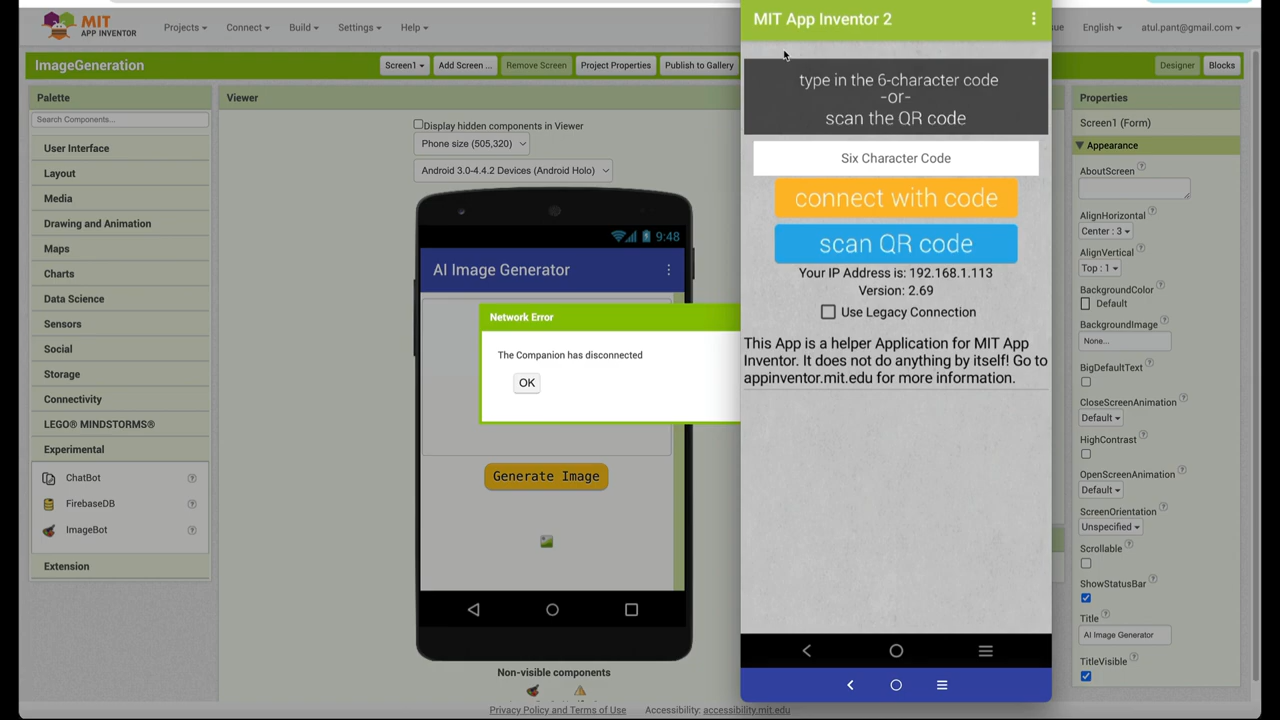 MIT
APP INVENTOR
Projects
Connect
Build
Settings
Help
English
atul.pant@gmail.com
ImageGeneration
Screen1
Add Screen ...
Remove Screen
Project Properties
Publish to Gallery
Designer
Blocks
Palette
Search Components...
User Interface
Layout
Media
Drawing and Animation
Maps
Charts
Data Science
Sensors
Social
Storage
Connectivity
LEGO® MINDSTORMS®
Experimental
ChatBot
FirebaseDB
ImageBot
Extension
Viewer
Display hidden components in Viewer
Phone size (505,320)
Android 3.0-4.4.2 Devices (Android Holo)
9:48
AI Image Generator
Network Error
The Companion has disconnected
OK
Generate Image
Non-visible components
Privacy Policy and Terms of Use
Accessibility: accessibility.mit.edu
MIT App Inventor 2
type in the 6-character code
-or-
scan the QR code
Six Character Code
connect with code
scan QR code
Your IP Address is: 192.168.1.113
Version: 2.69
Use Legacy Connection
This App is a helper Application for MIT App
Inventor. It does not do anything by itself! Go to
appinventor.mit.edu for more information.
Properties
Screen1 (Form)
Appearance
AboutScreen
AlignHorizontal
Center : 3
AlignVertical
Top : 1
BackgroundColor
Default
BackgroundImage
None...
BigDefaultText
CloseScreenAnimation
Default
HighContrast
OpenScreenAnimation
Default
ScreenOrientation
Unspecified
Scrollable
ShowStatusBar
Title
AI Image Generator
TitleVisible